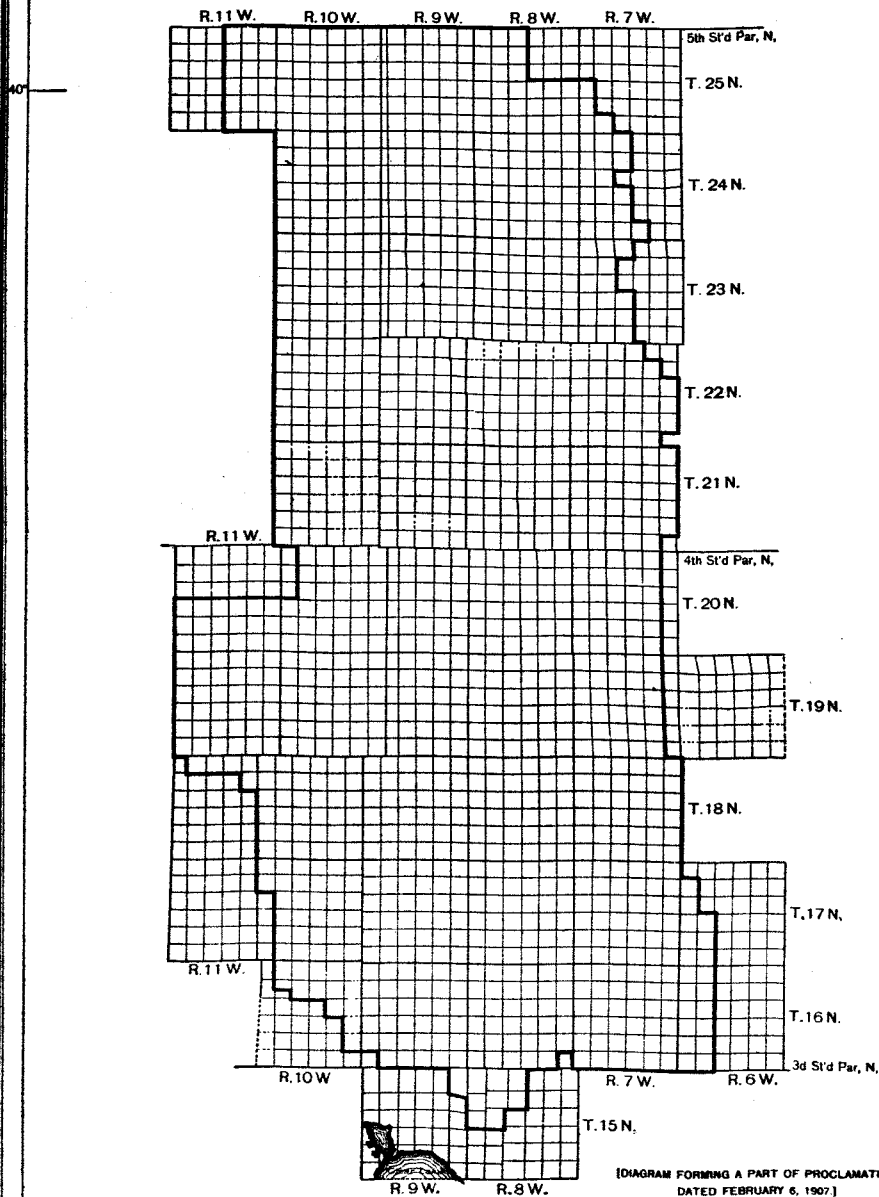 R.11 W. R.10 W. R.9 W. R.8 W. R.7 W.
5th St'd Par, N,
40°
T. 25 N.
T. 24 N.
T. 23 N.
T. 22 N.
T. 21 N.
R.11 W.
4th St'd Par, N,
T. 20 N.
T.19 N.
T.18 N.
T.17 N,
R.11 W.
T.16 N.
3d St'd Par, N,
R.10 W R.7 W. R.6 W.
T.15 N,
R.9 W. R.8 W.
[DIAGRAM FORMING A PART OF PROCLAMATI
DATED FEBRUARY 6, 1907.]